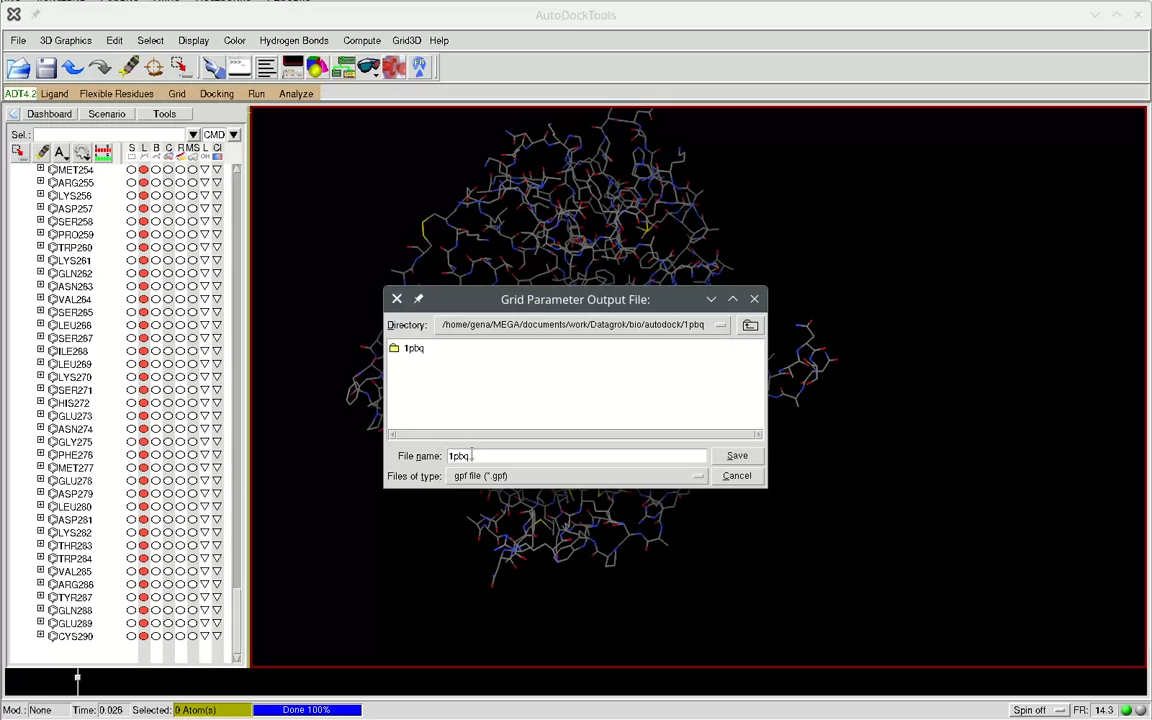 AutoDockTools
File 3D Graphics Edit Select Display Color Hydrogen Bonds Compute Grid3D Help
ADT4.2 Ligand Flexible Residues Grid Docking Run Analyze
Dashboard Scenario Tools
Sel.: CMD
S L B C R MS L Cl
MET254
ARG255
LYS256
ASP257
SER258
PRO259
TRP260
LYS261
GLN262
ASN263
VAL264
SER265
LEU266
SER267
ILE268
LEU269
LYS270
SER271
HIS272
GLU273
ASN274
GLY275
PHE276
MET277
GLU278
ASP279
LEU280
ASP281
LYS282
THR283
TRP284
VAL285
ARG286
TYR287
GLN288
GLU289
CYS290
Grid Parameter Output File:
Directory: /home/gena/MEGA/documents/work/Datagrok/bio/autodock/1pbq
1pbq
File name: 1pbq. Save
Files of type: gpf file (*.gpf) Cancel
Mod.: None Time: 0.026 Selected: 0 Atom(s) Done 100% Spin off FR: 14.3